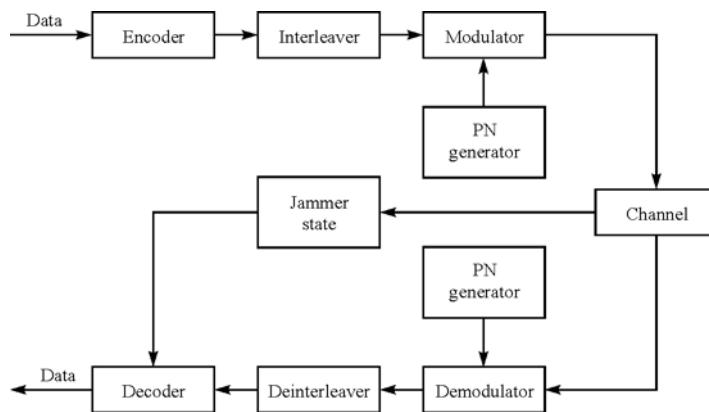 Data
Encoder
Interleaver
Modulator
PN
generator
Jammer
state
Channel
PN
generator
Data
Decoder
Deinterleaver
Demodulator